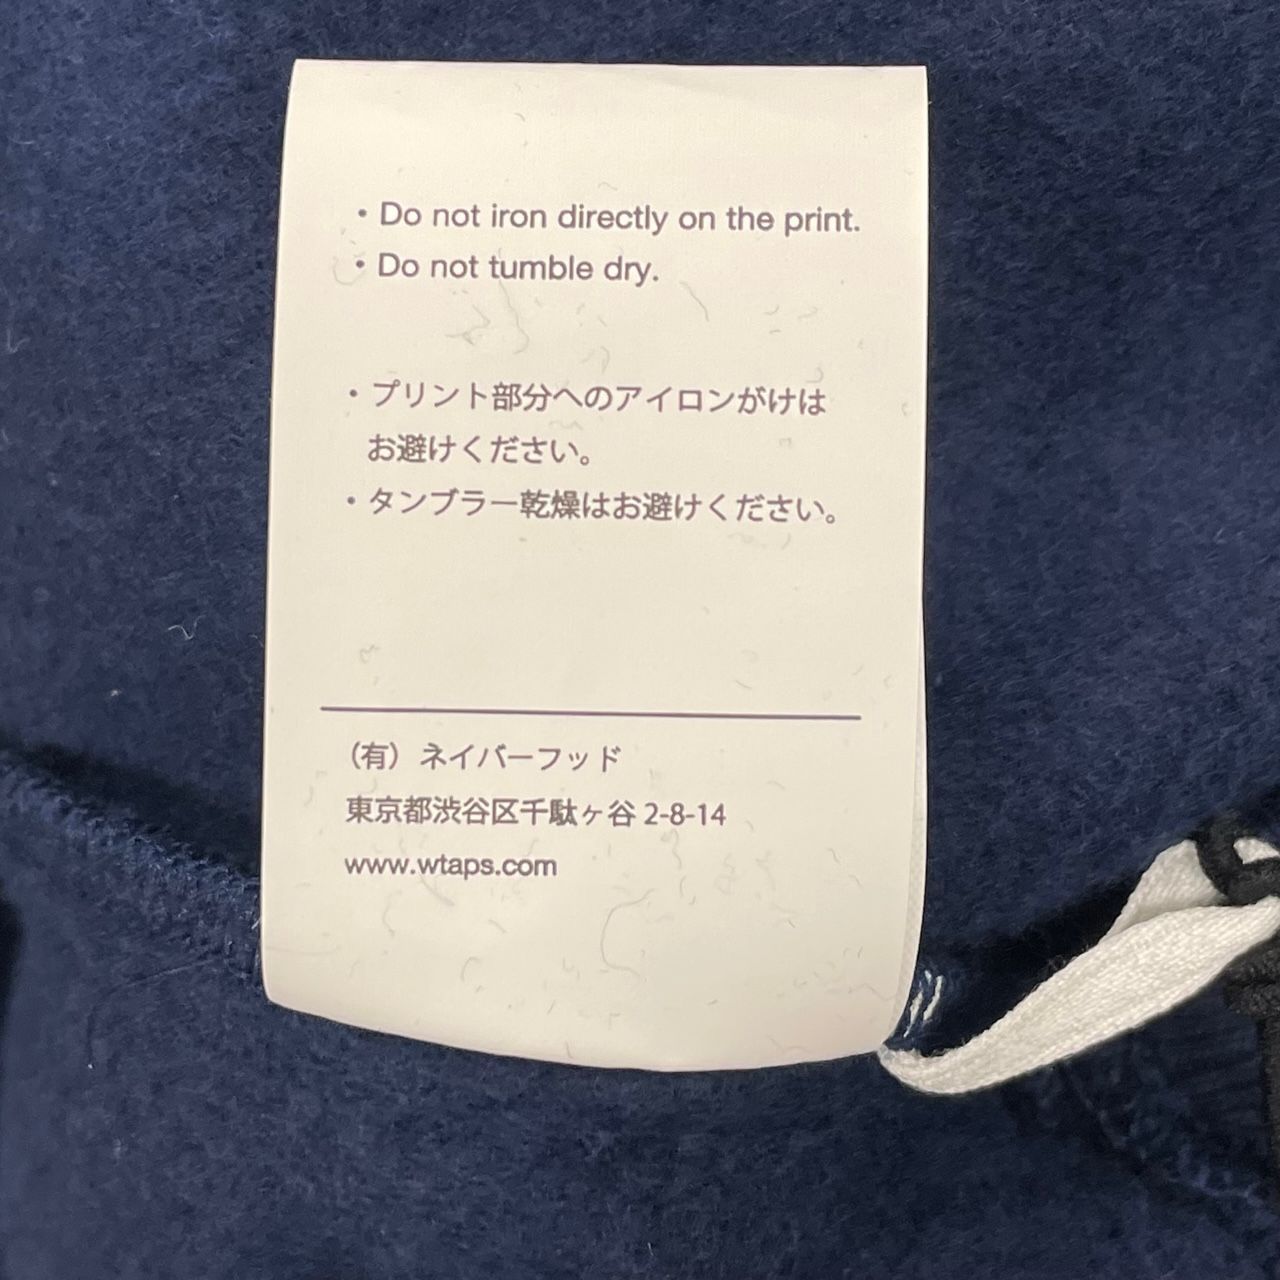 ・Do not iron directly on the print.
・Do not tumble dry.
・プリント部分へのアイロンがけは
お避けください。
・タンブラー乾燥はお避けください。
（有）ネイバーフッド
東京都渋谷区千駄ヶ谷 2-8-14
www.wtaps.com